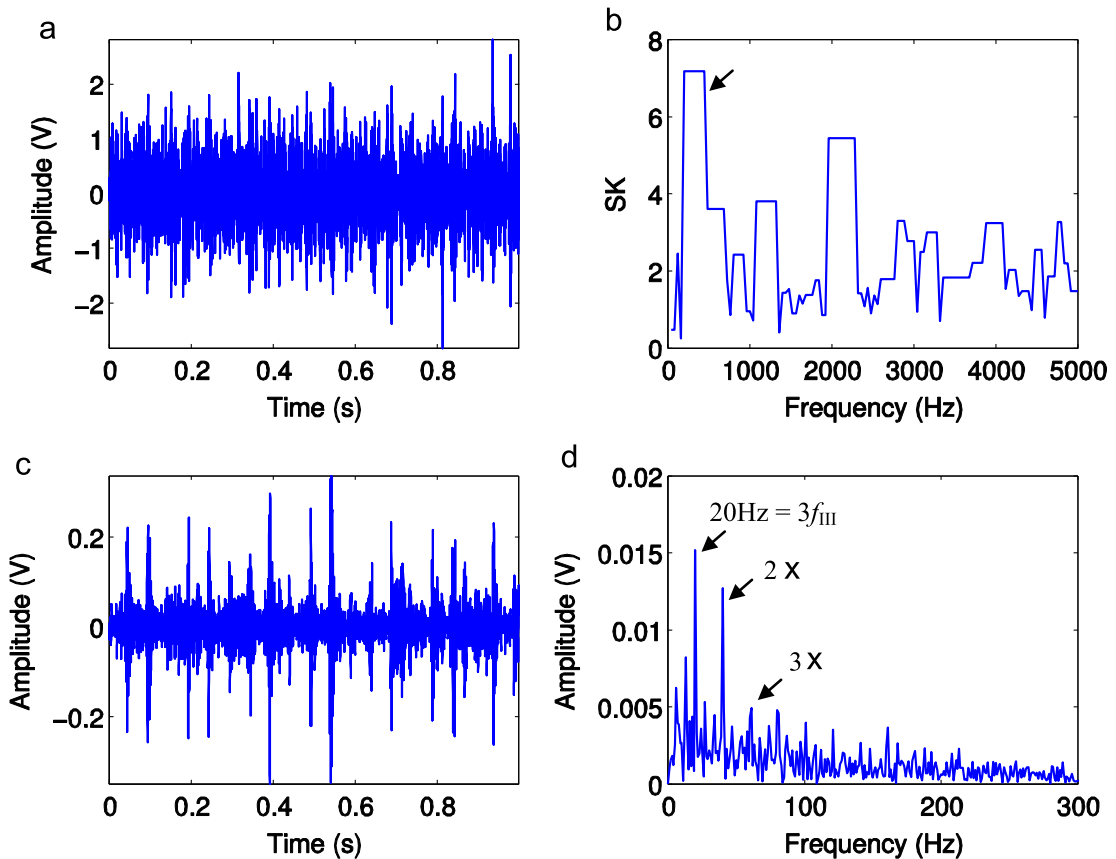 a
Amplitude (V)
2
1
0
−1
−2
0
0.2
0.4
0.6
0.8
Time (s)
b
SK
8
6
4
2
0
0
1000
2000
3000
4000
5000
Frequency (Hz)
c
Amplitude (V)
0.2
0
−0.2
0
0.2
0.4
0.6
0.8
Time (s)
d
Amplitude (V)
0.02
0.015
0.01
0.005
0
20Hz = 3fIII
2 x
3 x
0
100
200
300
Frequency (Hz)